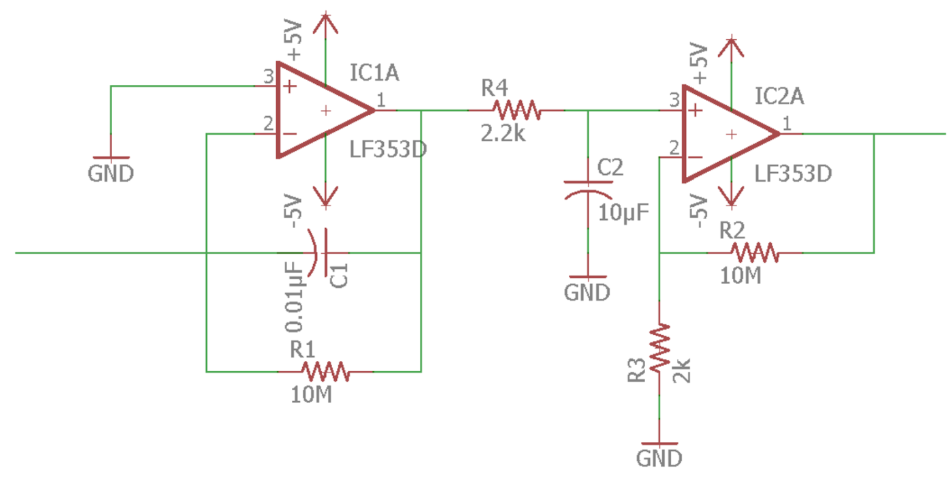 +5V
3
IC1A
1
2
LF353D
GND
-5V
0.01µF
C1
R1
10M
R4
2.2k
C2
10µF
GND
+5V
3
IC2A
1
2
LF353D
-5V
R2
10M
R3
2k
GND